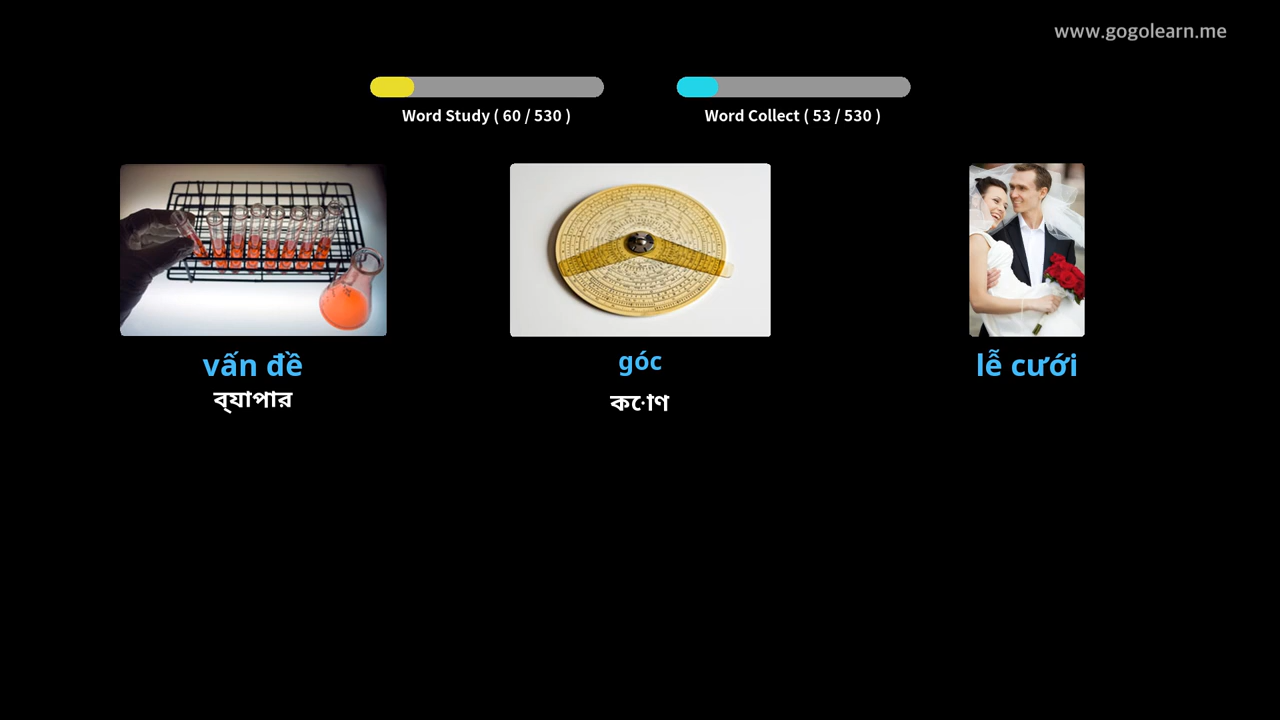 www.gogolearn.me
Word Study ( 60 / 530 )
Word Collect ( 53 / 530 )
vấn đề
góc
lễ cưới
ব্যাপার
কোণ